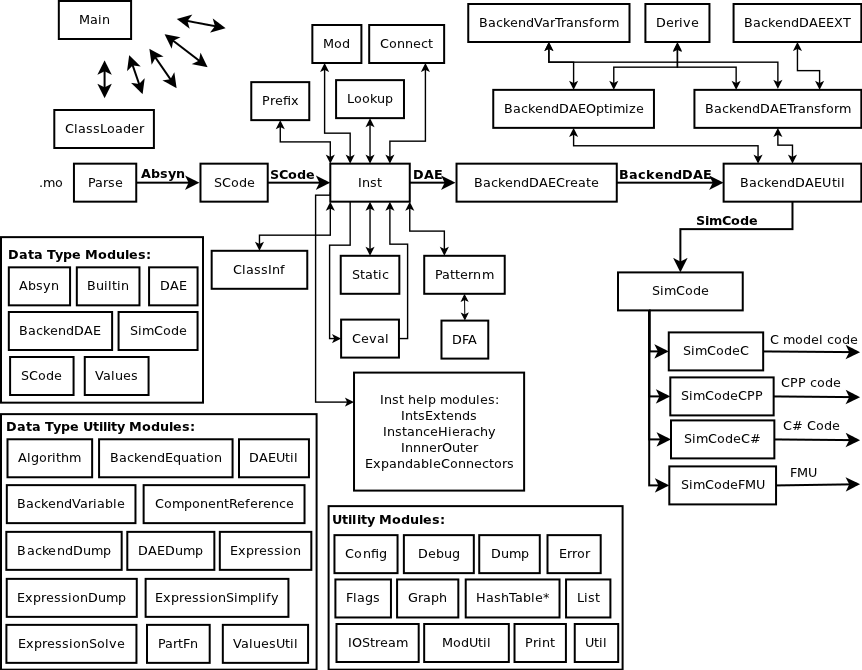 Main
Mod
Connect
BackendVarTransform
Derive
BackendDAEEXT
Prefix
Lookup
BackendDAEOptimize
BackendDAETransform
ClassLoader
.mo
Parse
Absyn
SCode
SCode
Inst
DAE
BackendDAECreate
BackendDAE
BackendDAEUtil
SimCode
ClassInf
Static
Patternm
SimCode
Ceval
DFA
SimCodeC
C model code
SimCodeCPP
CPP code
SimCodeC#
C# Code
SimCodeFMU
FMU
Data Type Modules:
Absyn
Builtin
DAE
BackendDAE
SimCode
SCode
Values
Inst help modules:
IntsExtends
InstanceHierachy
InnnerOuter
ExpandableConnectors
Data Type Utility Modules:
Algorithm
BackendEquation
DAEUtil
BackendVariable
ComponentReference
BackendDump
DAEDump
Expression
ExpressionDump
ExpressionSimplify
ExpressionSolve
PartFn
ValuesUtil
Utility Modules:
Config
Debug
Dump
Error
Flags
Graph
HashTable*
List
IOStream
ModUtil
Print
Util